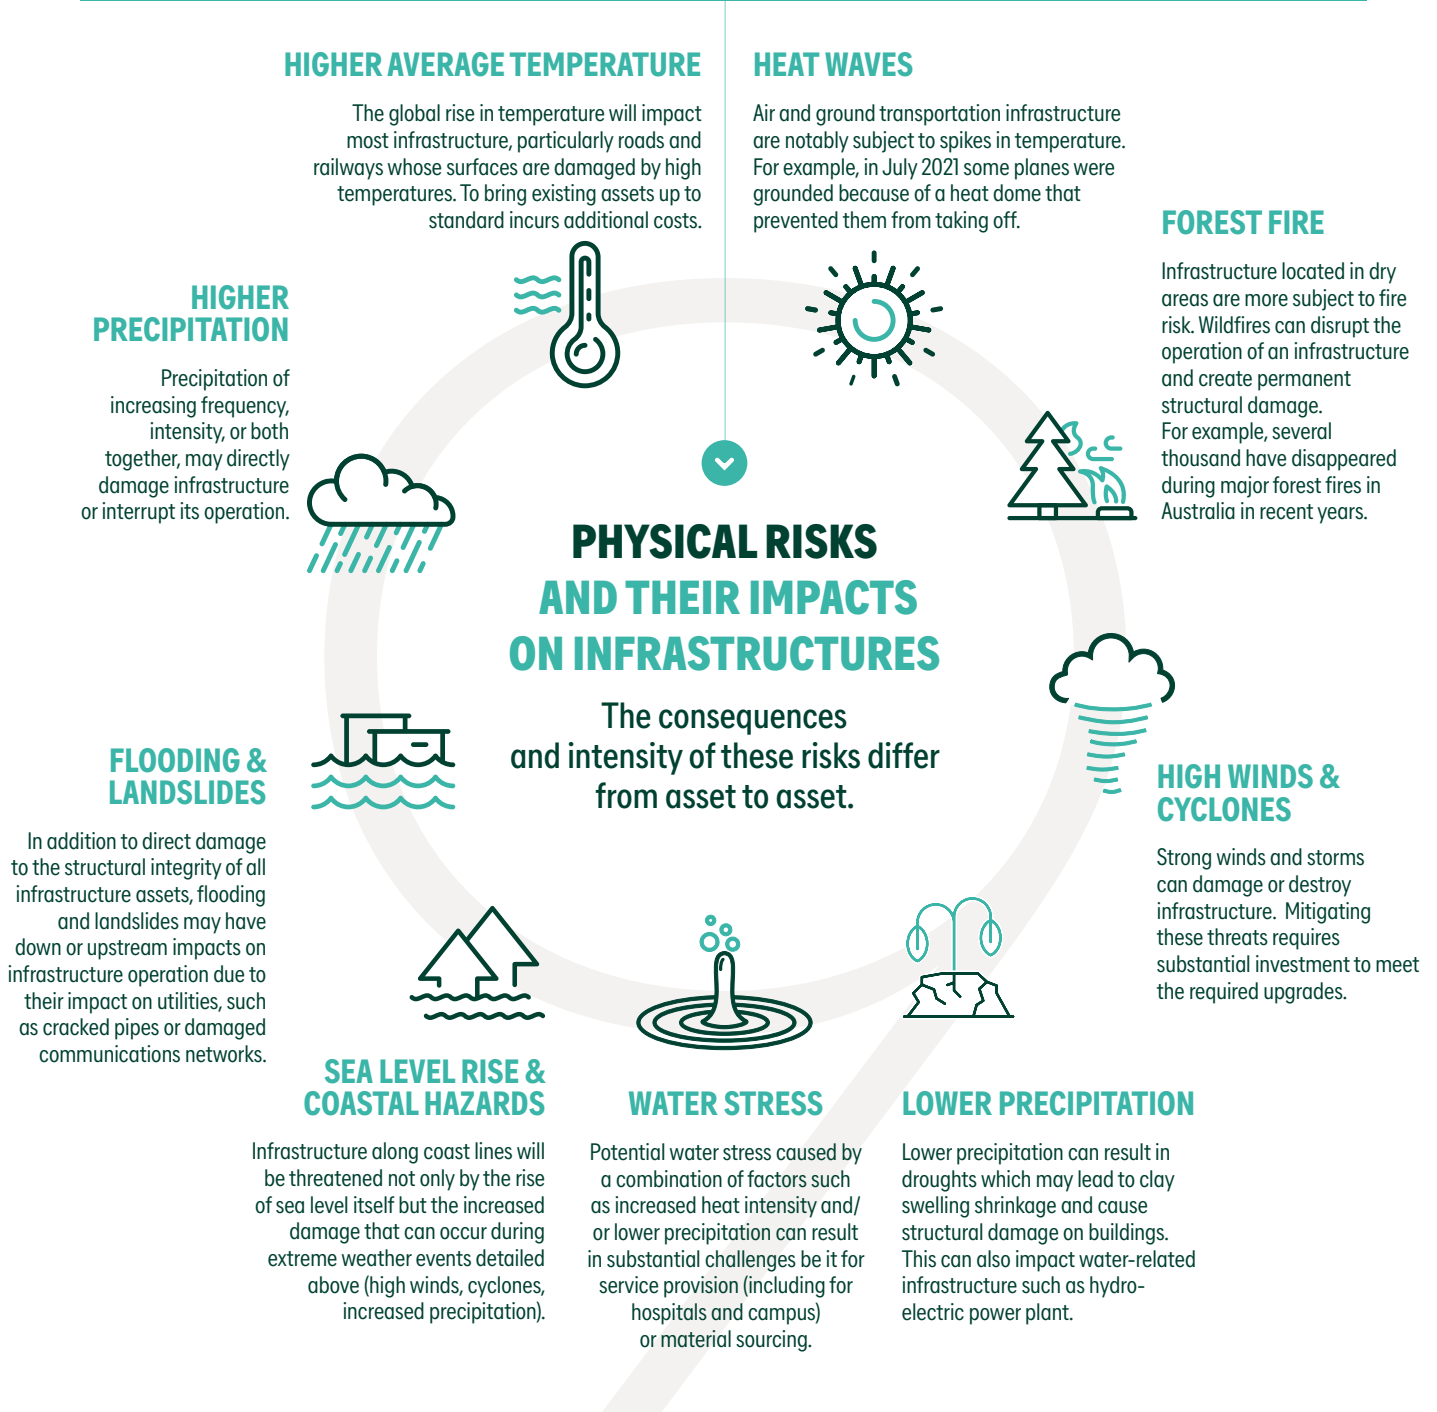 HIGHER AVERAGE TEMPERATURE
The global rise in temperature will impact
most infrastructure, particularly roads and
railways whose surfaces are damaged by high
temperatures. To bring existing assets up to
standard incurs additional costs.
HEAT WAVES
Air and ground transportation infrastructure
are notably subject to spikes in temperature.
For example, in July 2021 some planes were
grounded because of a heat dome that
prevented them from taking off.
FOREST FIRE
Infrastructure located in dry
areas are more subject to fire
risk. Wildfires can disrupt the
operation of an infrastructure
and create permanent
structural damage.
For example, several
thousand have disappeared
during major forest fires in
Australia in recent years.
HIGHER
PRECIPITATION
Precipitation of
increasing frequency,
intensity, or both
together, may directly
damage infrastructure
or interrupt its operation.
PHYSICAL RISKS
AND THEIR IMPACTS
ON INFRASTRUCTURES
The consequences
and intensity of these risks differ
from asset to asset.
FLOODING &
LANDSLIDES
In addition to direct damage
to the structural integrity of all
infrastructure assets, flooding
and landslides may have
down or upstream impacts on
infrastructure operation due to
their impact on utilities, such
as cracked pipes or damaged
communications networks.
HIGH WINDS &
CYCLONES
Strong winds and storms
can damage or destroy
infrastructure. Mitigating
these threats requires
substantial investment to meet
the required upgrades.
SEA LEVEL RISE &
COASTAL HAZARDS
Infrastructure along coast lines will
be threatened not only by the rise
of sea level itself but the increased
damage that can occur during
extreme weather events detailed
above (high winds, cyclones,
increased precipitation).
WATER STRESS
Potential water stress caused by
a combination of factors such
as increased heat intensity and/
or lower precipitation can result
in substantial challenges be it for
service provision (including for
hospitals and campus)
or material sourcing.
LOWER PRECIPITATION
Lower precipitation can result in
droughts which may lead to clay
swelling shrinkage and cause
structural damage on buildings.
This can also impact water-related
infrastructure such as hydro-
electric power plant.